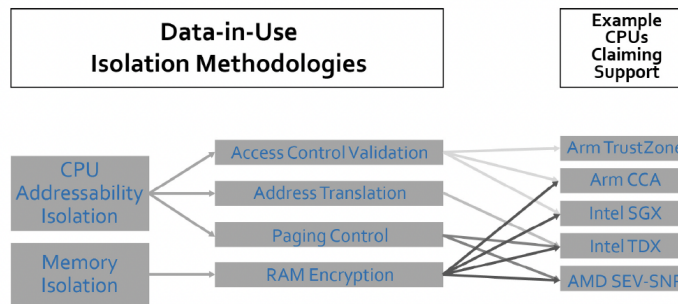 Data-in-Use
Isolation Methodologies
Example
CPUs
Claiming
Support
CPU
Addressability
Isolation
Memory
Isolation
Access Control Validation
Address Translation
Paging Control
RAM Encryption
Arm TrustZone
Arm CCA
Intel SGX
Intel TDX
AMD SEV-SNP